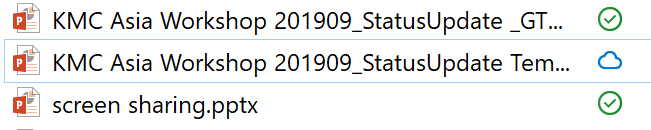 KMC Asia Workshop 201909_StatusUpdate _GT...
KMC Asia Workshop 201909_StatusUpdate Tem...
screen sharing.pptx